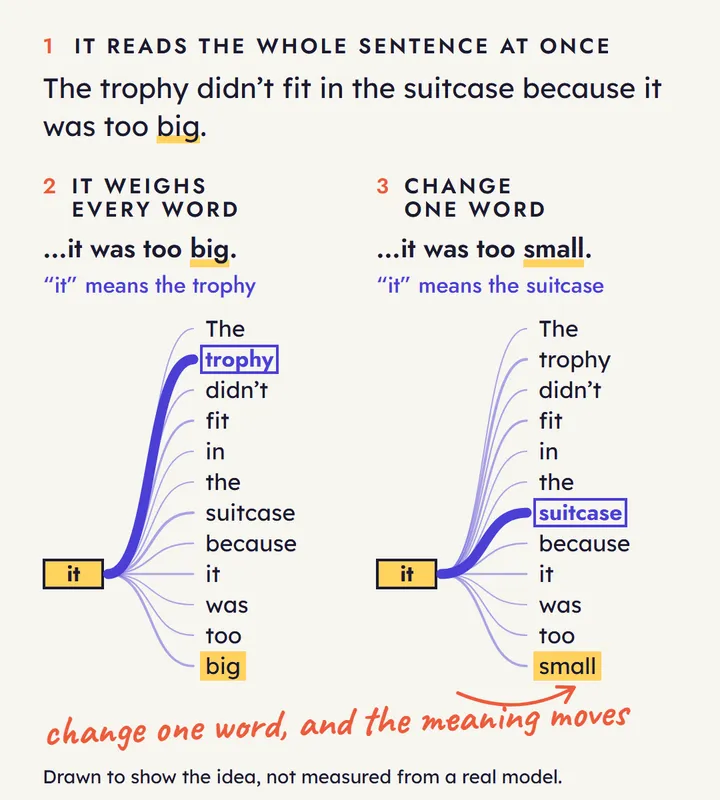 1 IT READS THE WHOLE SENTENCE AT ONCE
The trophy didn’t fit in the suitcase because it
was too big.
2 IT WEIGHS
EVERY WORD
...it was too big.
“it” means the trophy
The
trophy
didn’t
fit
in
the
suitcase
because
it
it
was
too
big
3 CHANGE
ONE WORD
...it was too small.
“it” means the suitcase
The
trophy
didn’t
fit
in
the
suitcase
because
it
it
was
too
small
change one word, and the meaning moves
Drawn to show the idea, not measured from a real model.